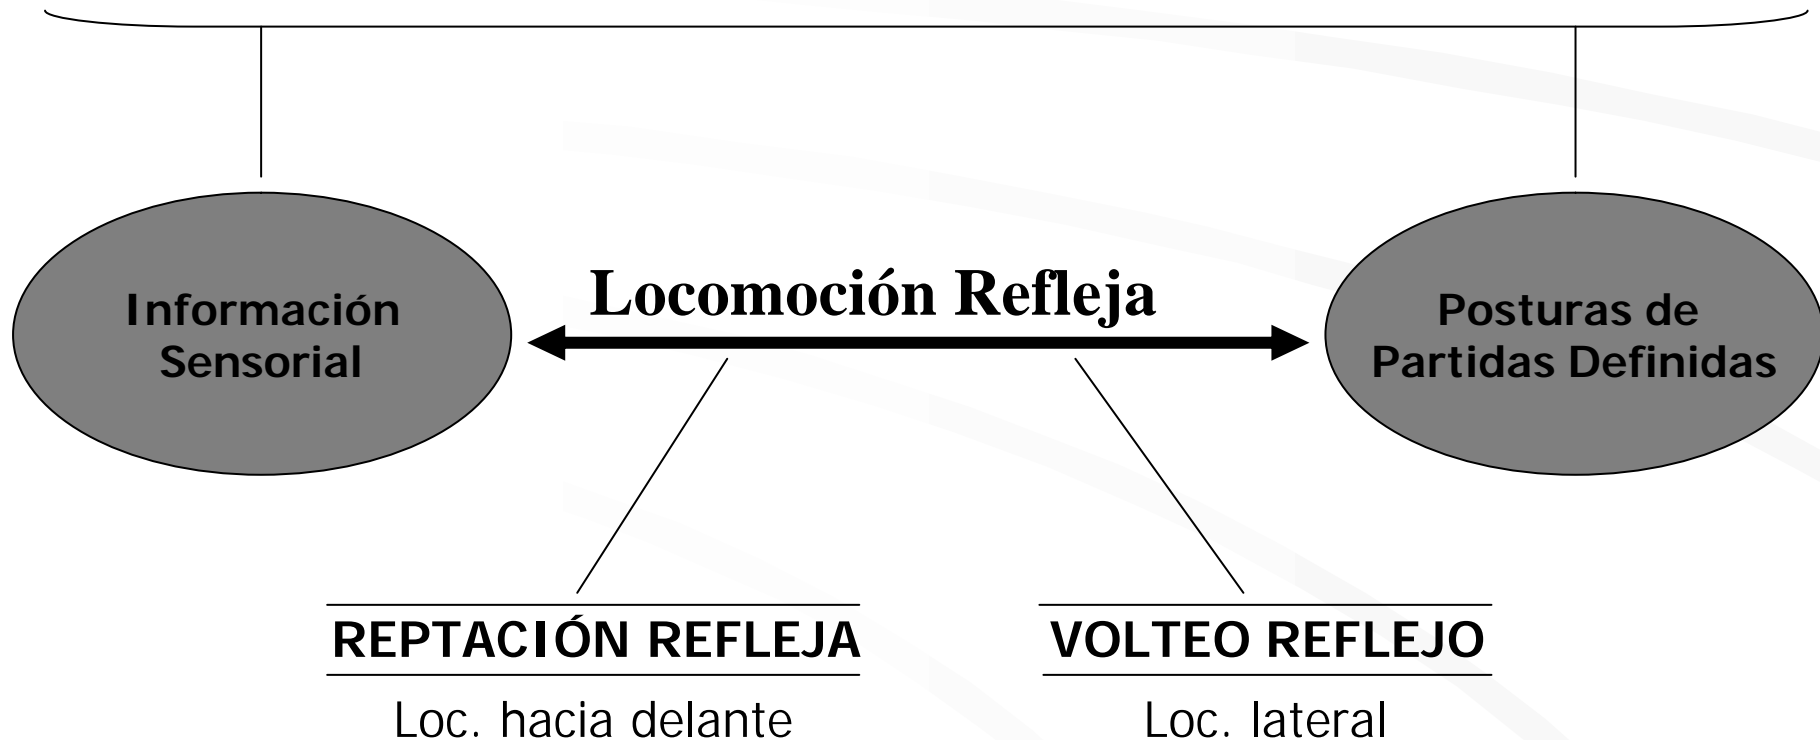 Información
Sensorial
Locomoción Refleja
Posturas de
Partidas Definidas
REPTACIÓN REFLEJA
Loc. hacia delante
VOLTEO REFLEJO
Loc. lateral